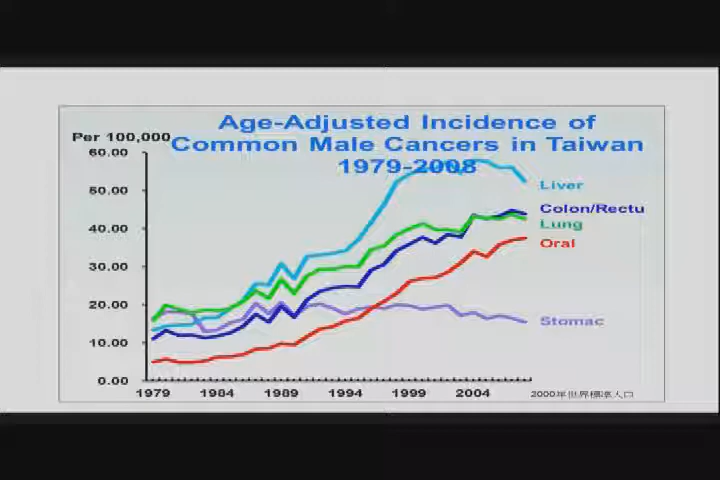 Age-Adjusted Incidence of
Common Male Cancers in Taiwan
1979-2008
Per 100,000
60.00
50.00
40.00
30.00
20.00
10.00
0.00
1979 1984 1989 1994 1999 2004
Liver
Colon/Rectu
Lung
Oral
Stomac
2000年世界標準人口